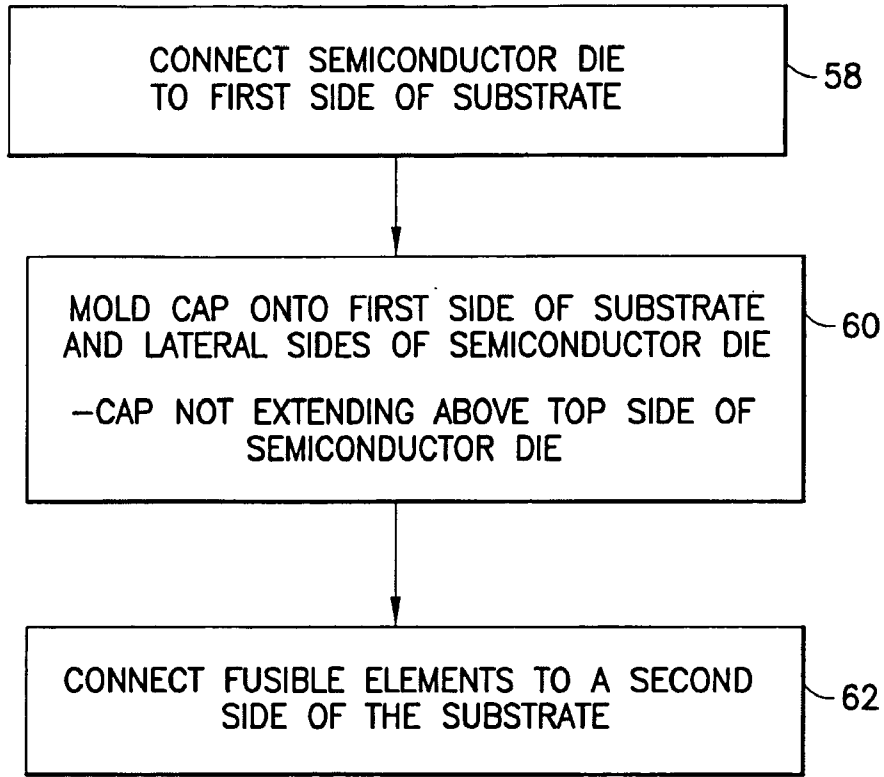 CONNECT SEMICONDUCTOR DIE
TO FIRST SIDE OF SUBSTRATE
58
MOLD CAP ONTO FIRST SIDE OF SUBSTRATE
AND LATERAL SIDES OF SEMICONDUCTOR DIE
60
–CAP NOT EXTENDING ABOVE TOP SIDE OF
SEMICONDUCTOR DIE
CONNECT FUSIBLE ELEMENTS TO A SECOND
SIDE OF THE SUBSTRATE
62